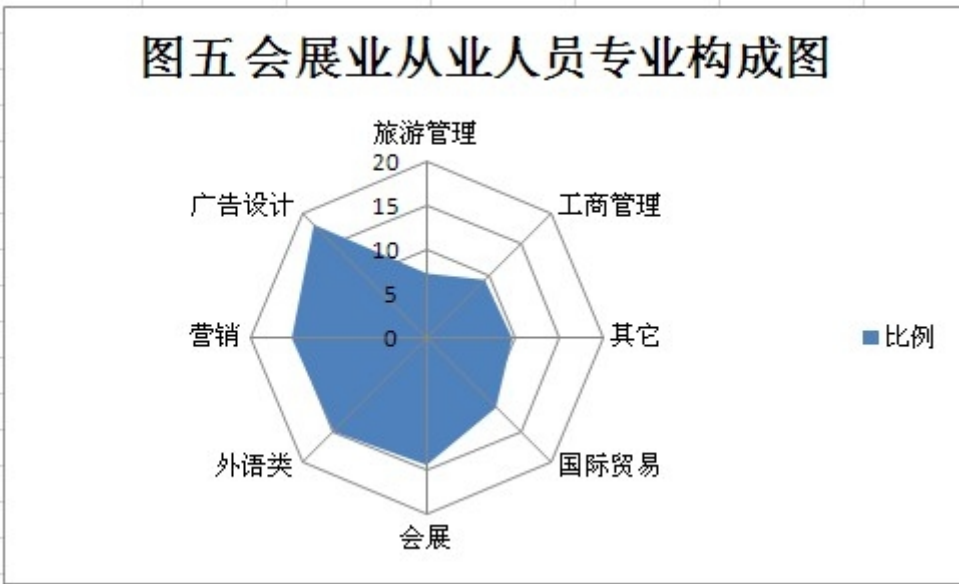 图五 会展业从业人员专业构成图
旅游管理
20
广告设计
15
工商管理
10
5
营销
0
其它
比例
外语类
国际贸易
会展